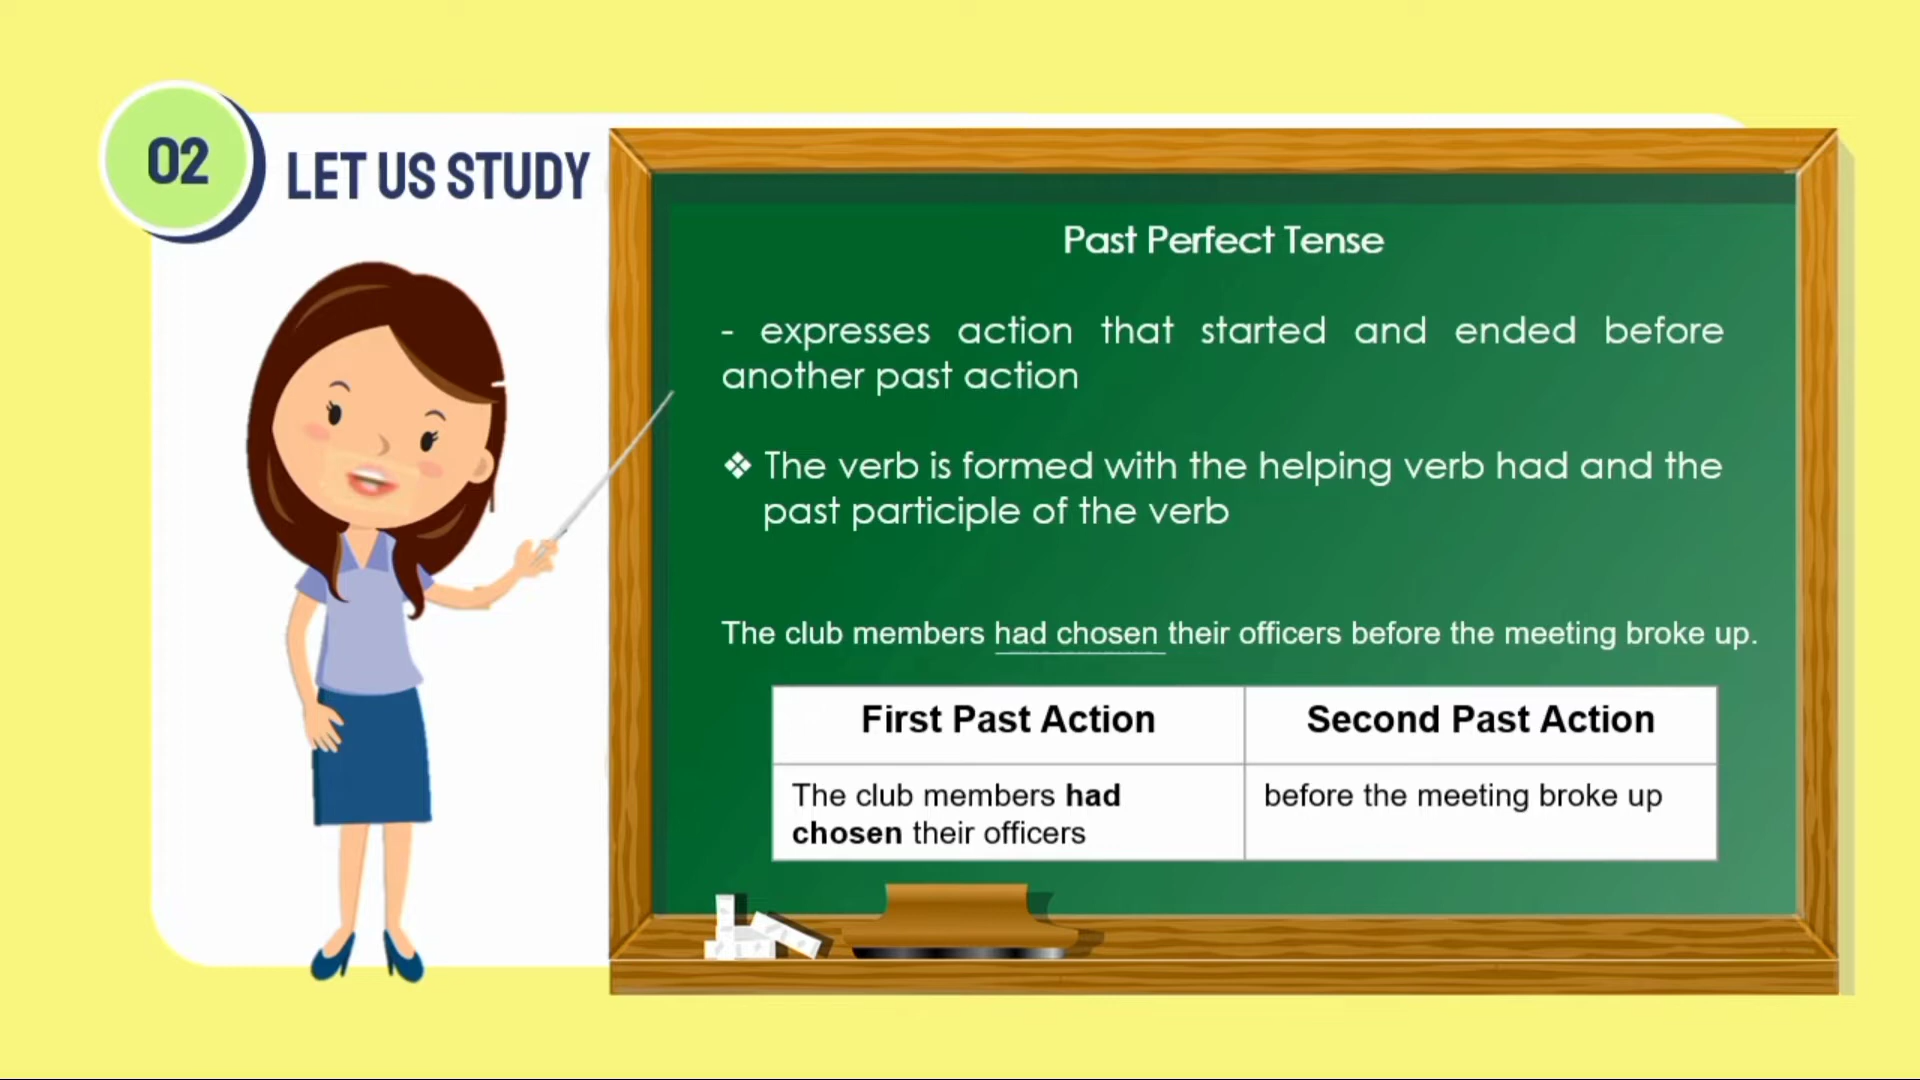 02
LET US STUDY
Past Perfect Tense
- expresses action that started and ended before
another past action
❖ The verb is formed with the helping verb had and the
past participle of the verb
The club members had chosen their officers before the meeting broke up.
First Past Action
Second Past Action
The club members had
chosen their officers
before the meeting broke up